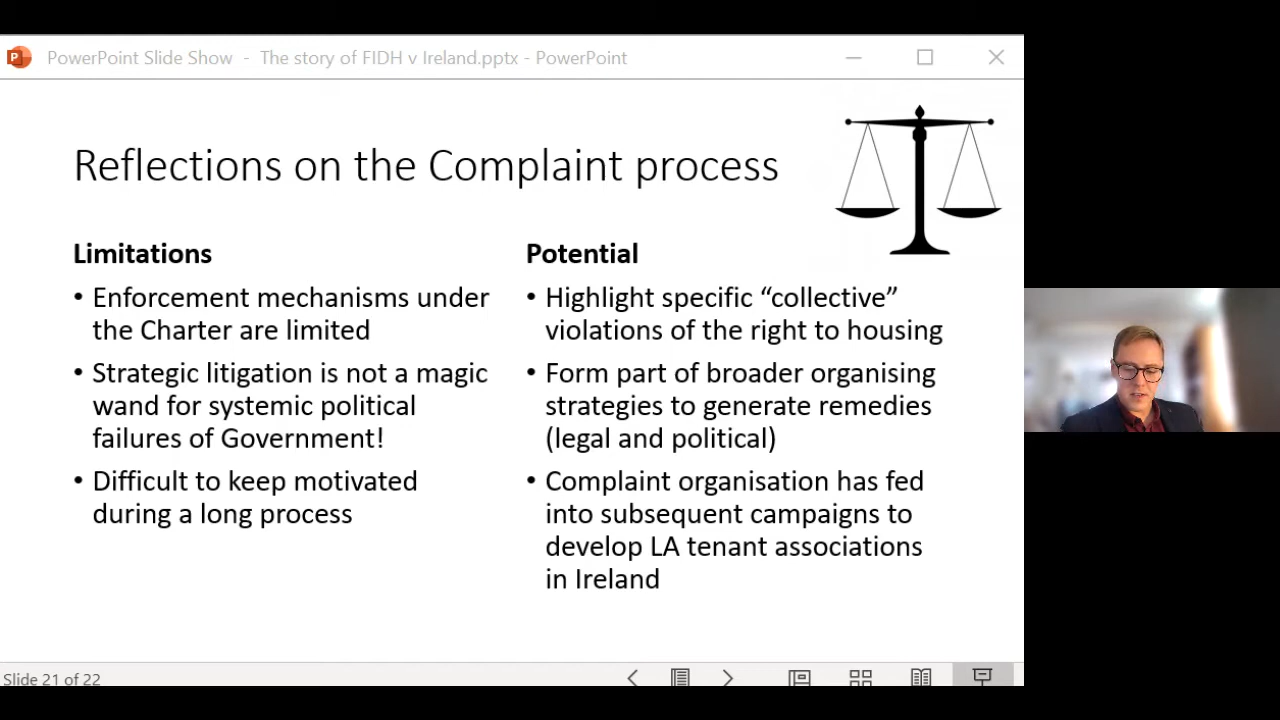 PowerPoint Slide Show - The story of FIDH v Ireland.pptx - PowerPoint
Reflections on the Complaint process
Limitations
• Enforcement mechanisms under
the Charter are limited
• Strategic litigation is not a magic
wand for systemic political
failures of Government!
• Difficult to keep motivated
during a long process
Potential
• Highlight specific “collective”
violations of the right to housing
• Form part of broader organising
strategies to generate remedies
(legal and political)
• Complaint organisation has fed
into subsequent campaigns to
develop LA tenant associations
in Ireland
Slide 21 of 22